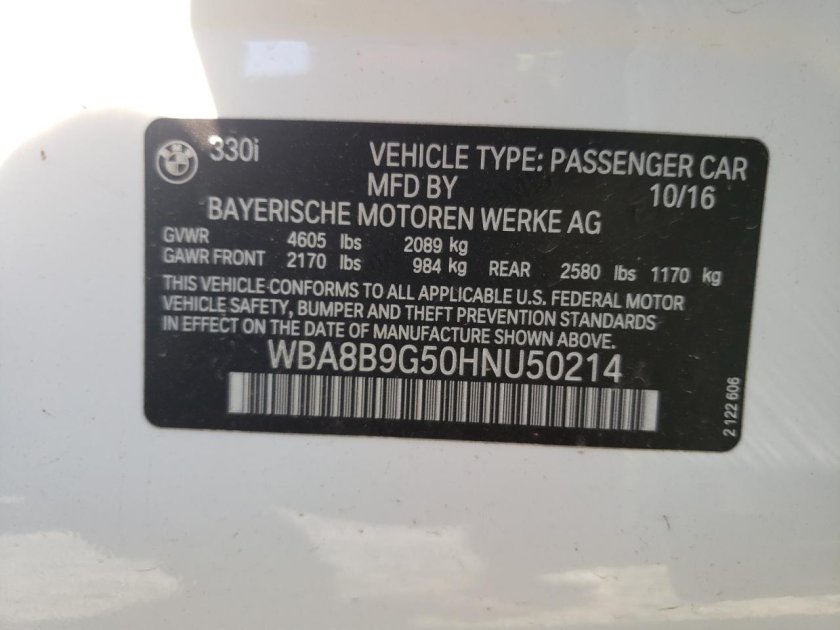 330i VEHICLE TYPE: PASSENGER CAR
MFD BY 10/16
BAYERISCHE MOTOREN WERKE AG
GVWR 4605 lbs 2089 kg
GAWR FRONT 2170 lbs 984 kg REAR 2580 lbs 1170 kg
THIS VEHICLE CONFORMS TO ALL APPLICABLE U.S. FEDERAL MOTOR
VEHICLE SAFETY, BUMPER AND THEFT PREVENTION STANDARDS
IN EFFECT ON THE DATE OF MANUFACTURE SHOWN ABOVE.
WBA8B9G50HNU50214
2 122 606